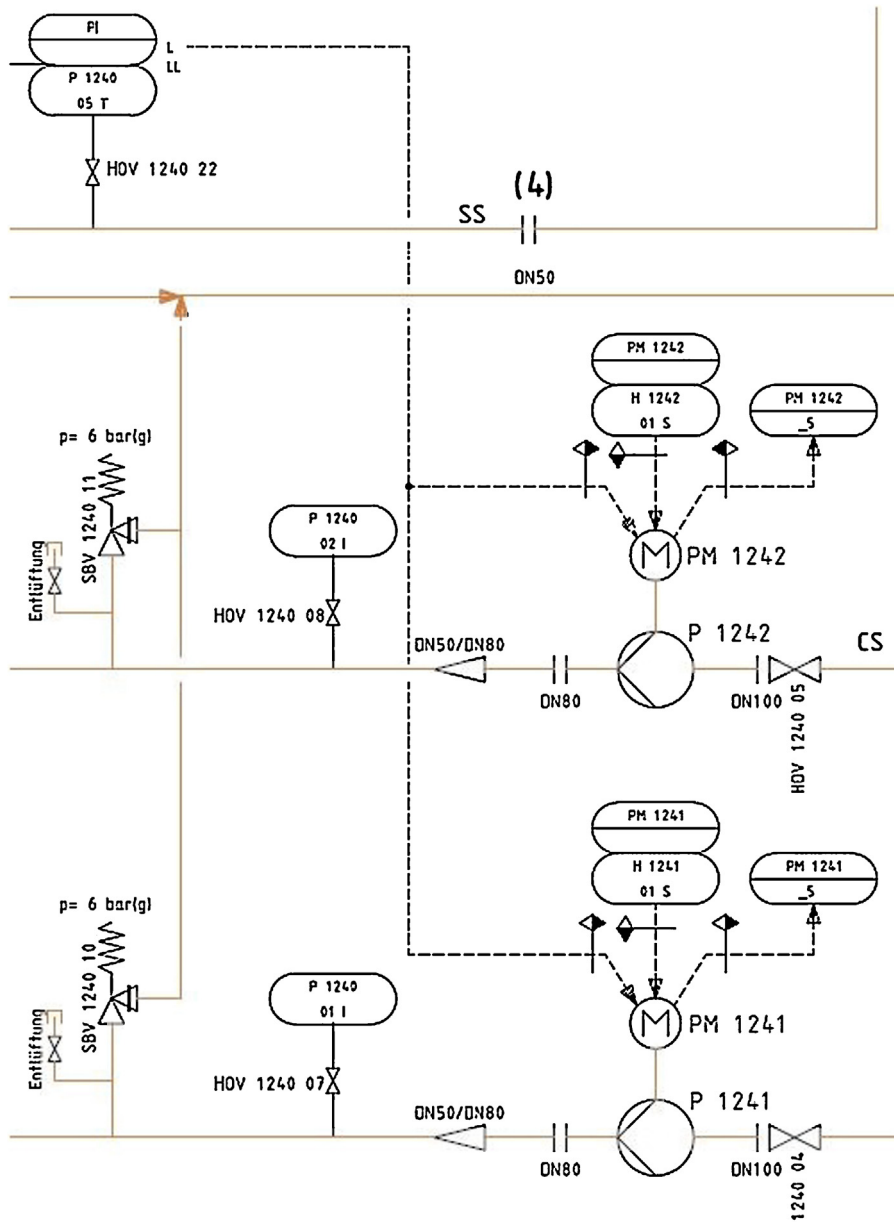 PI
L
LL
P 1240
05 T
HOV 1240 22
(4)
SS
DN50
PM 1242
H 1242
01 S
PM 1242
_S
p= 6 bar(g)
SBV 1240 11
Entlüftung
P 1240
02 I
HOV 1240 08
M
PM 1242
P 1242
CS
DN50/DN80
DN80
DN100
HOV 1240 05
PM 1241
H 1241
01 S
PM 1241
_S
p= 6 bar(g)
SBV 1240 10
Entlüftung
P 1240
01 I
HOV 1240 07
M
PM 1241
P 1241
DN50/DN80
DN80
DN100
1240 04